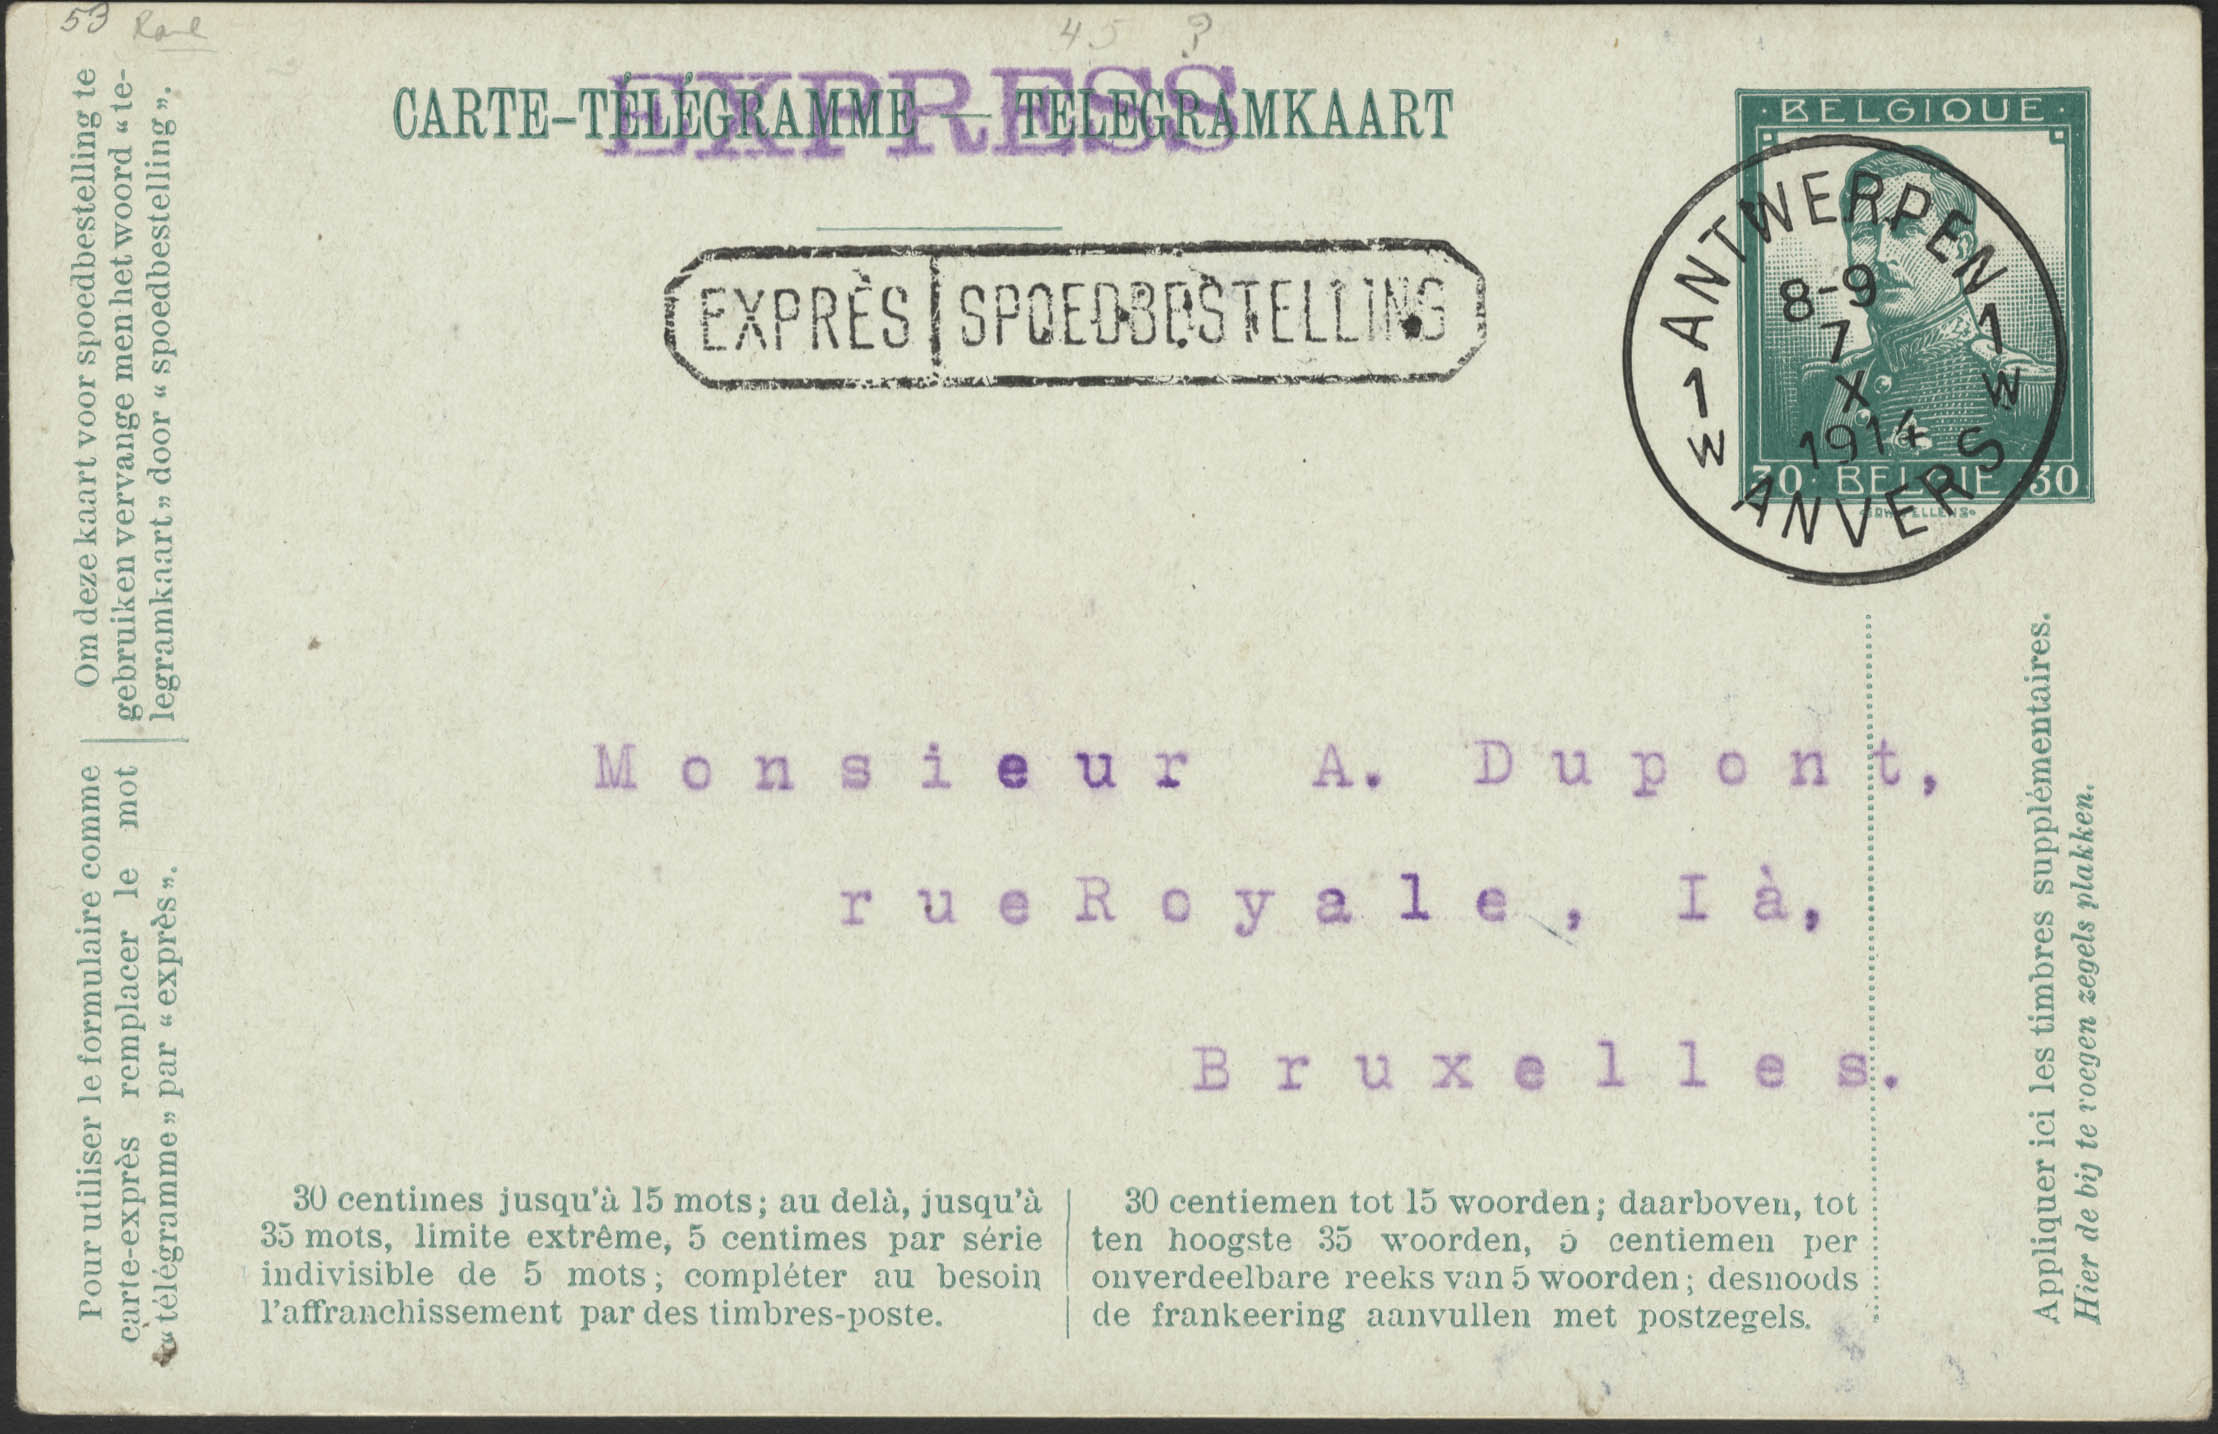 53
45 ?
CARTE-TÉLÉGRAMME — TELEGRAMKAART
EXPRESS
EXPRÈS SPOEDBESTELLING
· BELGIQUE ·
30 · BELGIE · 30
ANTWERPEN
8-9
7
X
1914
1 W
1 W
ANVERS
Om deze kaart voor spoedbestelling te
gebruiken vervange men het woord “ te-
legramkaart „ door “ spoedbestelling ”.
Pour utiliser le formulaire comme
carte-exprès remplacer le mot
“ télégramme „ par “ exprès ”.
Monsieur A. Dupont,
rueRoyale, Ià,
Bruxelles.
30 centimes jusqu'à 15 mots; au delà, jusqu'à
35 mots, limite extrême, 5 centimes par série
indivisible de 5 mots; compléter au besoin
l'affranchissement par des timbres-poste.
30 centiemen tot 15 woorden; daarboven, tot
ten hoogste 35 woorden, 5 centiemen per
onverdeelbare reeks van 5 woorden; desnoods
de frankeering aanvullen met postzegels.
Appliquer ici les timbres supplémentaires.
Hier de bij te voegen zegels plakken.